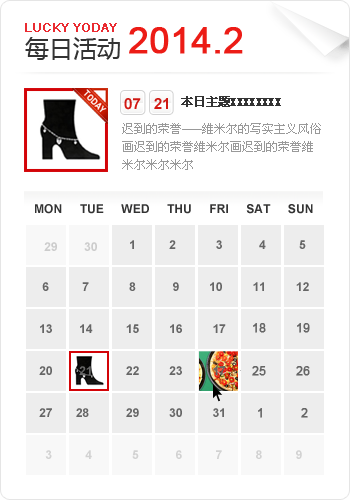 LUCKY YODAY
每日活动 2014.2
TODAY
07 21 本日主题xxxxxxxx
迟到的荣誉——维米尔的写实主义风俗
画迟到的荣誉维米尔画迟到的荣誉维
米尔米尔米尔
MON TUE WED THU FRI SAT SUN
29 30 1 2 3 4 5
6 7 8 9 10 11 12
13 14 15 16 17 18 19
20 21 22 23 25 26
27 28 29 30 31 1 2
3 4 5 6 7 8 9